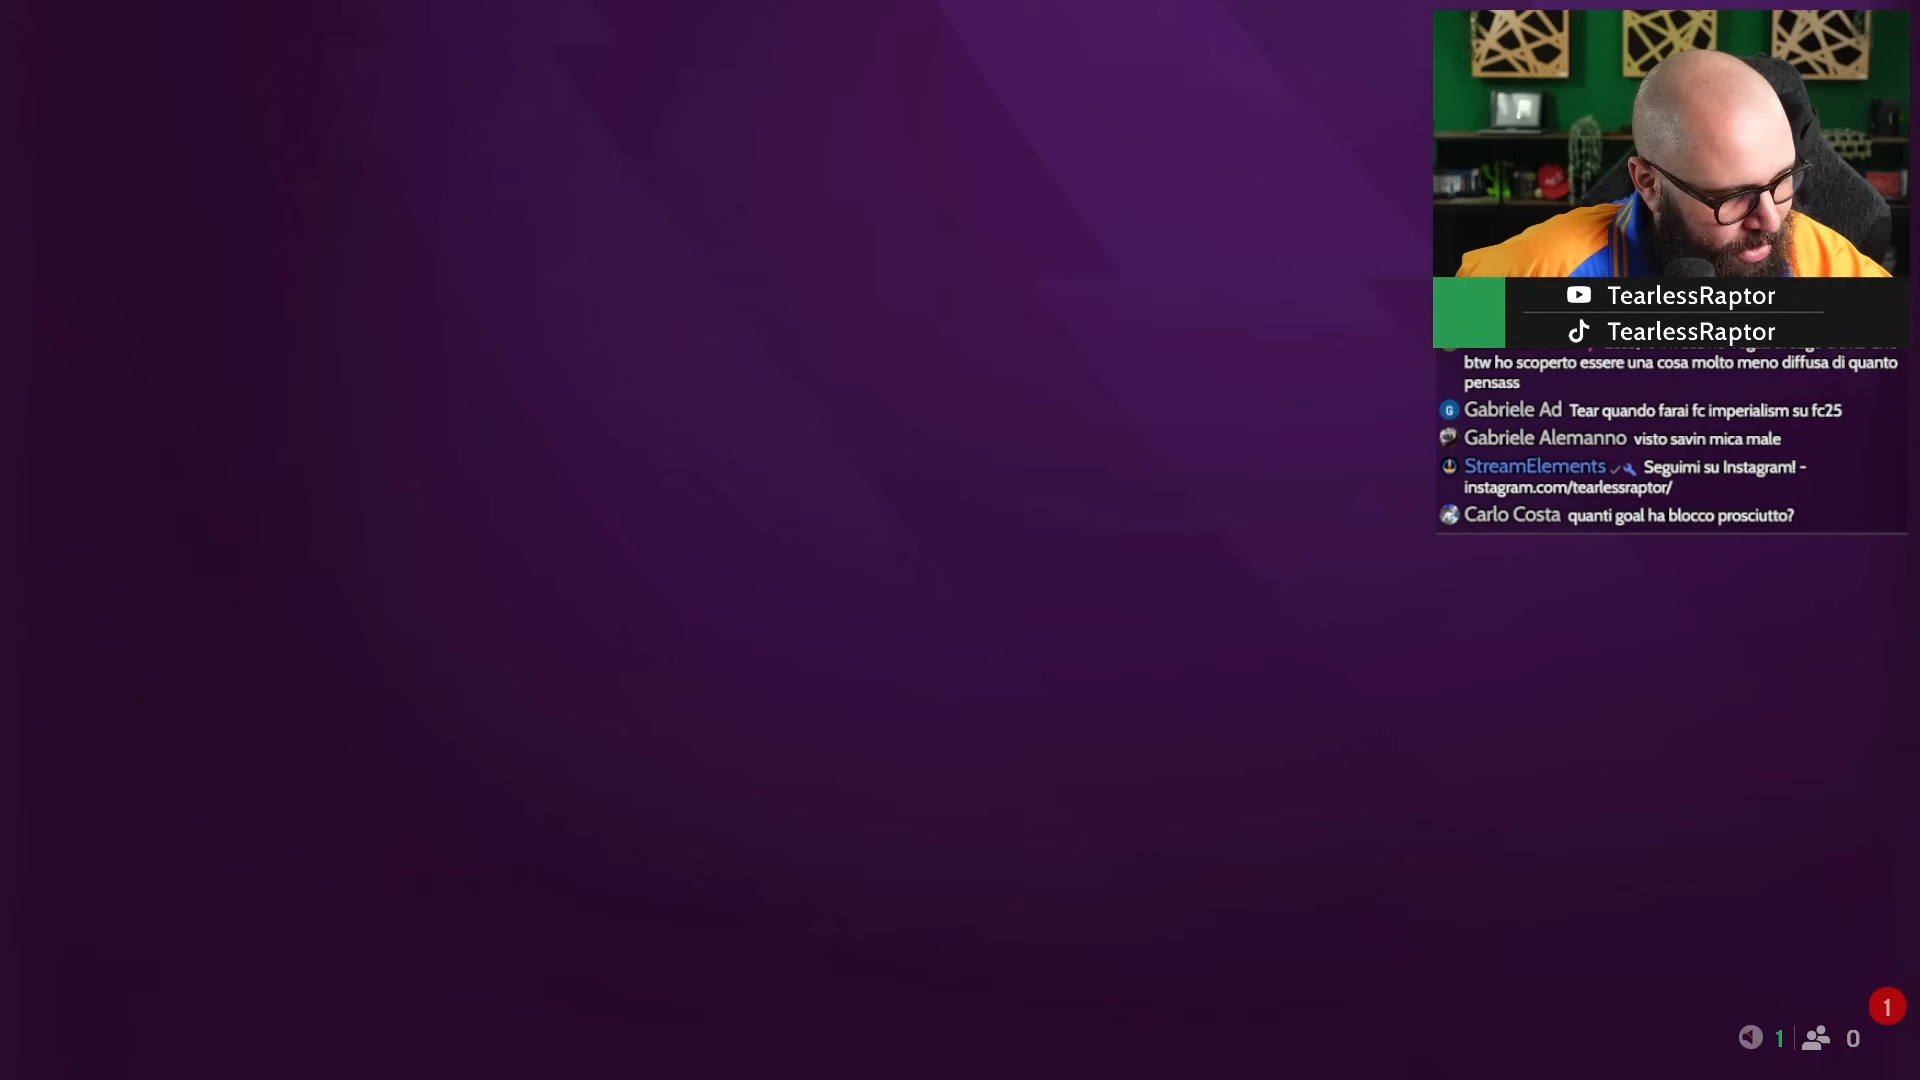 TearlessRaptor
TearlessRaptor
btw ho scoperto essere una cosa molto meno diffusa di quanto
pensass
G Gabriele Ad Tear quando farai fc imperialism su fc25
Gabriele Alemanno visto savin mica male
StreamElements Seguimi su Instagram! -
instagram.com/tearlessraptor/
Carlo Costa quanti goal ha blocco prosciutto?
1
1 0